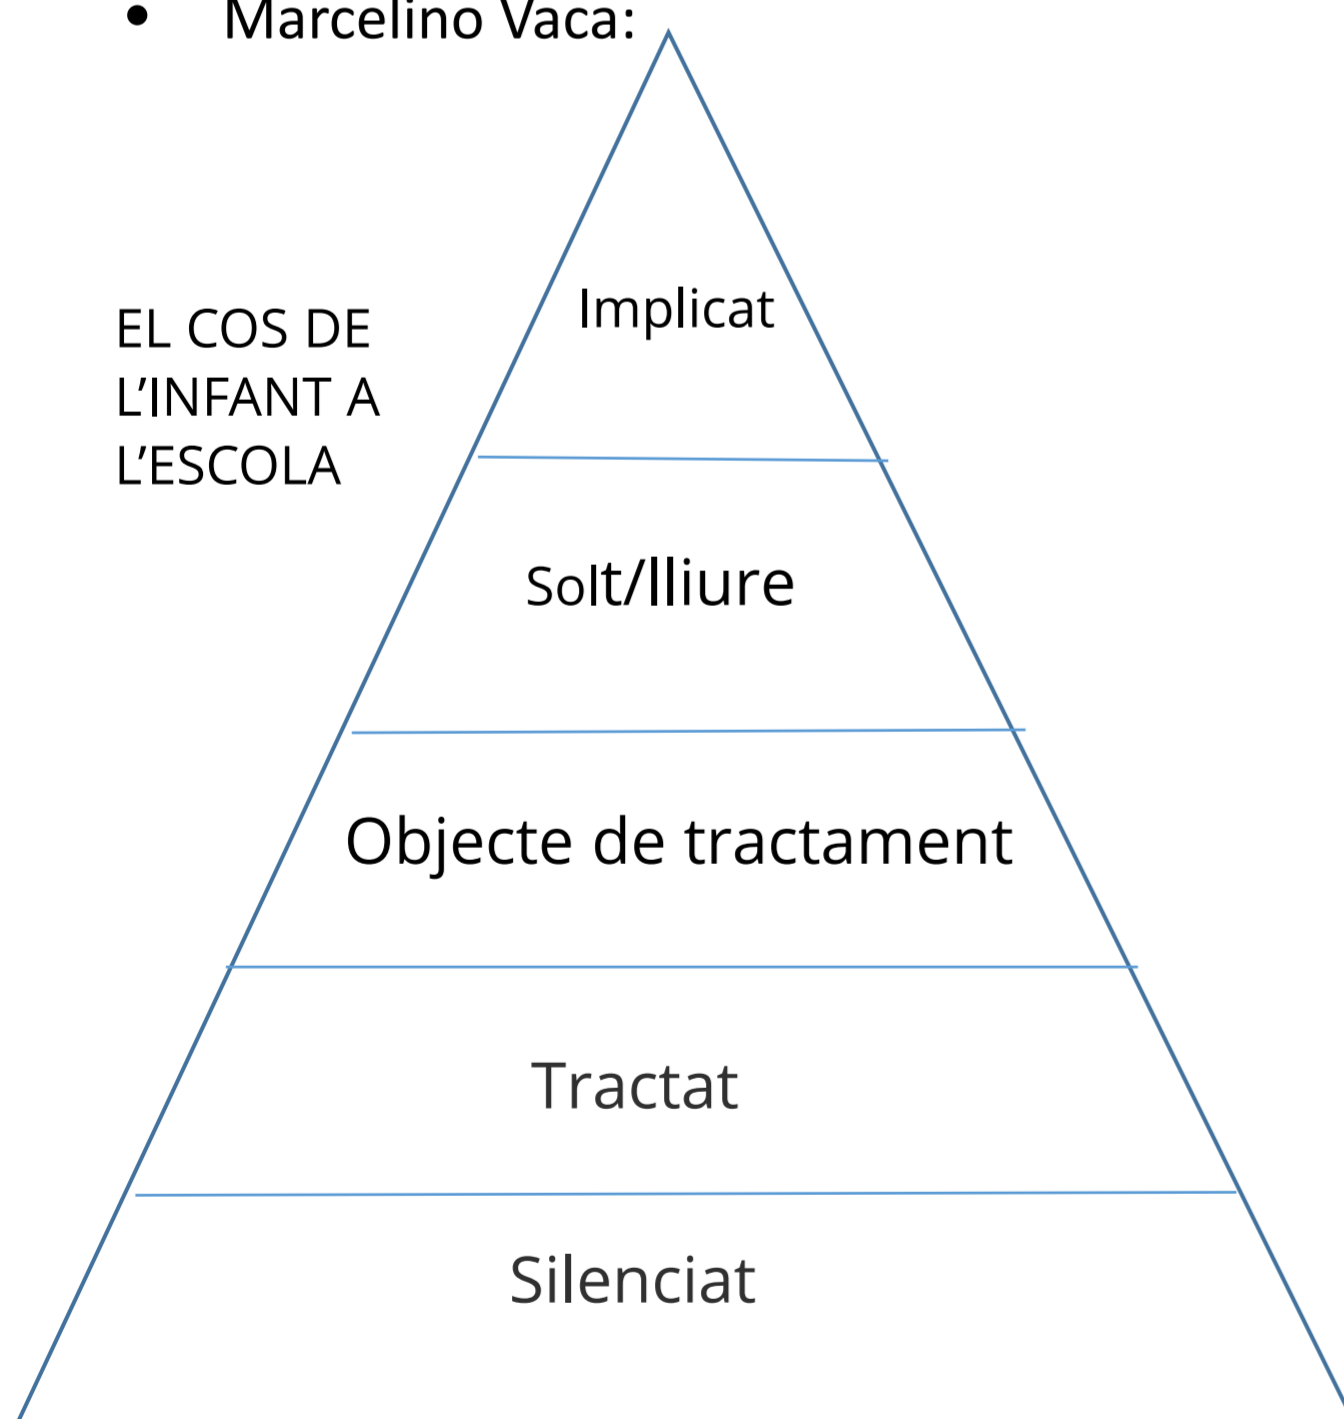 • Marcelino Vaca:
EL COS DE
L’INFANT A
L’ESCOLA
Implicat
Solt/lliure
Objecte de tractament
Tractat
Silenciat